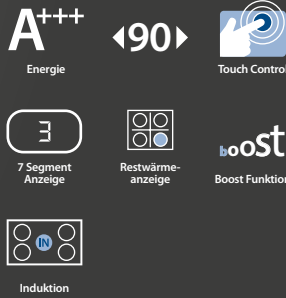 A+++
90
Energie
Touch Control
3
boost
7 Segment
Anzeige
Restwärme-
anzeige
Boost Funktion
IN
Induktion